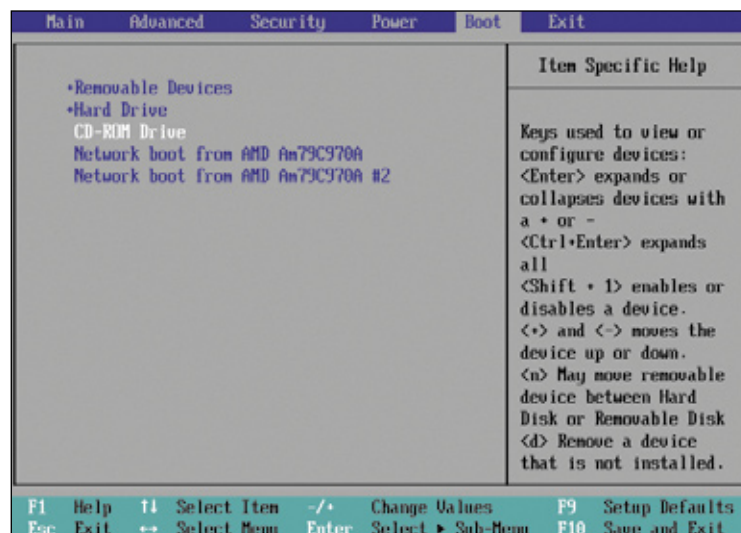 Main Advanced Security Power Boot Exit
Item Specific Help
+Removable Devices
+Hard Drive
CD-ROM Drive
Network boot from AMD Am79C970A
Network boot from AMD Am79C970A #2
Keys used to view or
configure devices:
<Enter> expands or
collapses devices with
a + or -
<Ctrl+Enter> expands
all
<Shift + 1> enables or
disables a device.
<+> and <-> moves the
device up or down.
<n> May move removable
device between Hard
Disk or Removable Disk
<d> Remove a device
that is not installed.
F1 Help ↑↓ Select Item -/+ Change Values F9 Setup Defaults
Esc Exit ↔ Select Menu Enter Select ▶ Sub-Menu F10 Save and Exit